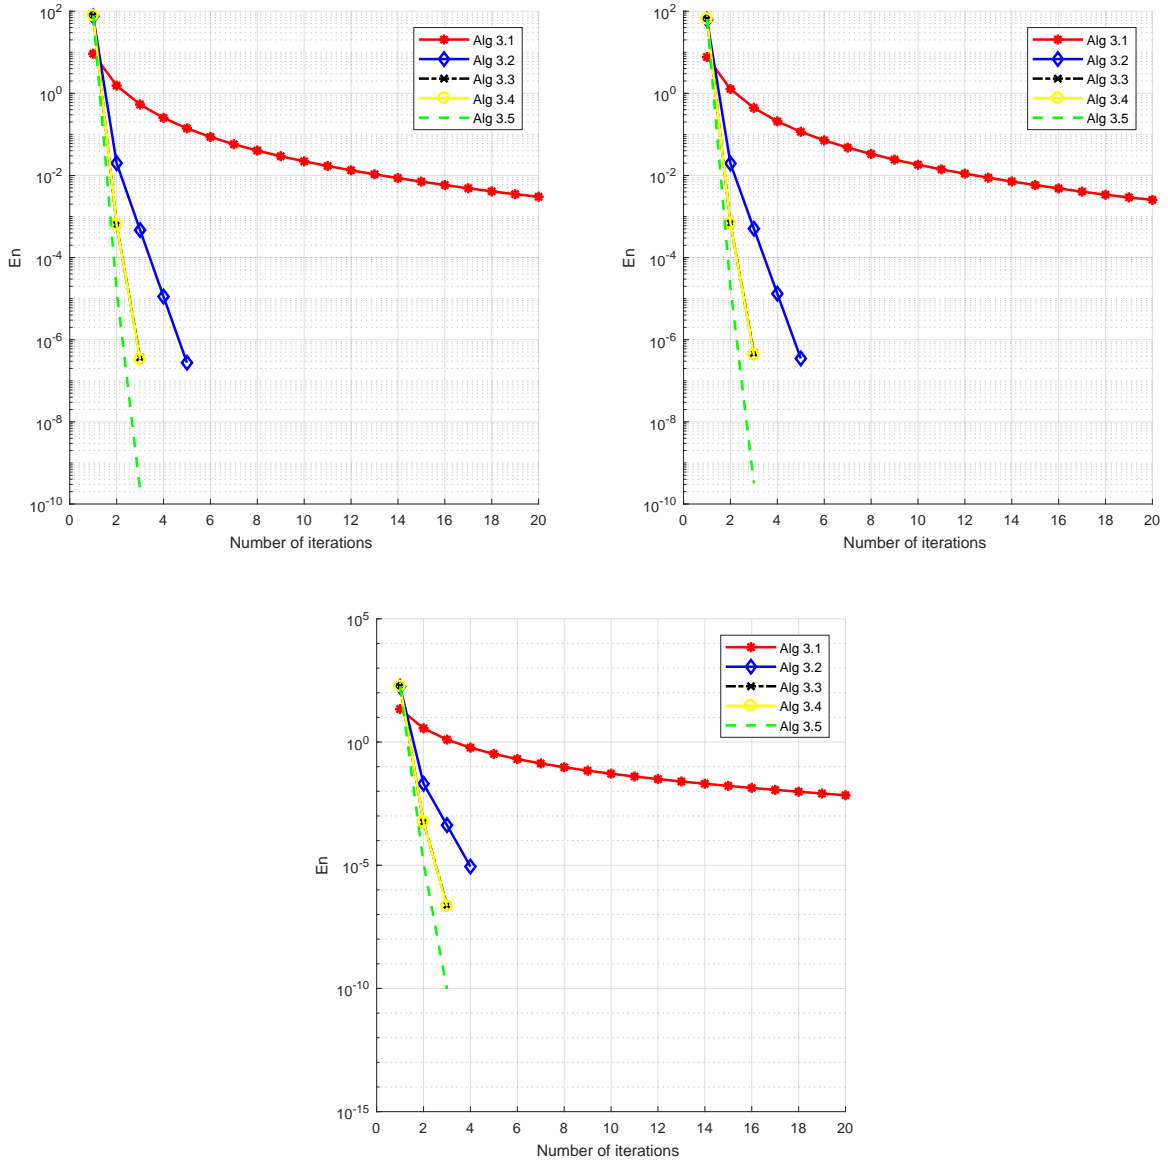 10^2
10^0
10^-2
10^-4
10^-6
10^-8
10^-10
En
0 2 4 6 8 10 12 14 16 18 20
Number of iterations
Alg 3.1
Alg 3.2
Alg 3.3
Alg 3.4
Alg 3.5
10^2
10^0
10^-2
10^-4
10^-6
10^-8
10^-10
En
0 2 4 6 8 10 12 14 16 18 20
Number of iterations
Alg 3.1
Alg 3.2
Alg 3.3
Alg 3.4
Alg 3.5
10^5
10^0
10^-5
10^-10
10^-15
En
0 2 4 6 8 10 12 14 16 18 20
Number of iterations
Alg 3.1
Alg 3.2
Alg 3.3
Alg 3.4
Alg 3.5